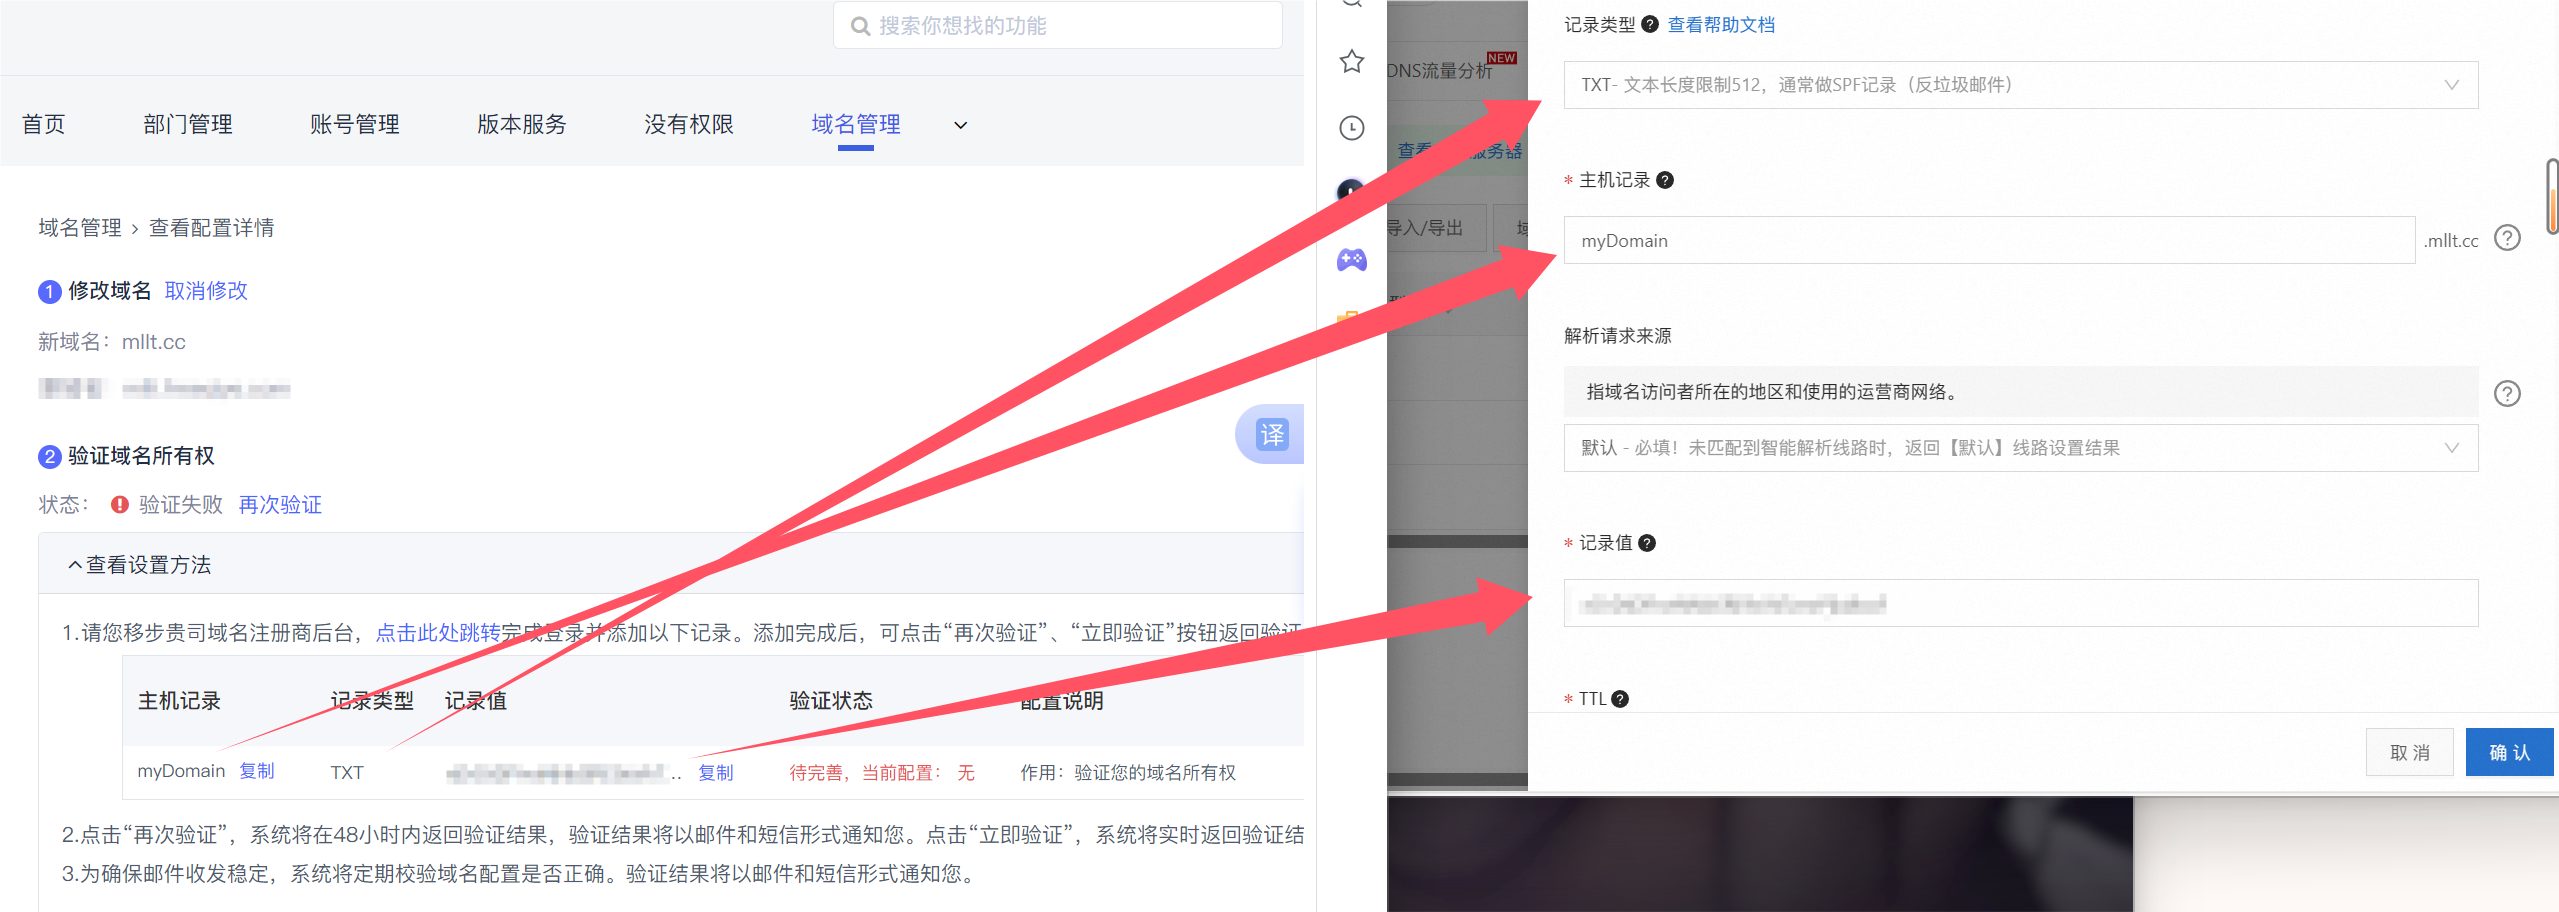 搜索你想找的功能
首页 部门管理 账号管理 版本服务 没有权限 域名管理
域名管理 › 查看配置详情
1 修改域名 取消修改
新域名：mllt.cc
2 验证域名所有权
状态： 验证失败 再次验证
译
查看设置方法
1.请您移步贵司域名注册商后台，点击此处跳转完成登录并添加以下记录。添加完成后，可点击“再次验证”、“立即验证”按钮返回验证
主机记录 记录类型 记录值 验证状态 配置说明
myDomain 复制 TXT .. 复制 待完善，当前配置： 无 作用：验证您的域名所有权
2.点击“再次验证”，系统将在48小时内返回验证结果，验证结果将以邮件和短信形式通知您。点击“立即验证”，系统将实时返回验证结
3.为确保邮件收发稳定，系统将定期校验域名配置是否正确。验证结果将以邮件和短信形式通知您。
DNS流量分析 NEW
查看 服务器
导入/导出 域
记录类型 ? 查看帮助文档
TXT- 文本长度限制512，通常做SPF记录（反垃圾邮件）
* 主机记录 ?
myDomain .mllt.cc ?
解析请求来源
指域名访问者所在的地区和使用的运营商网络。 ?
默认 - 必填！未匹配到智能解析线路时，返回【默认】线路设置结果
* 记录值 ?
* TTL ?
取 消 确 认